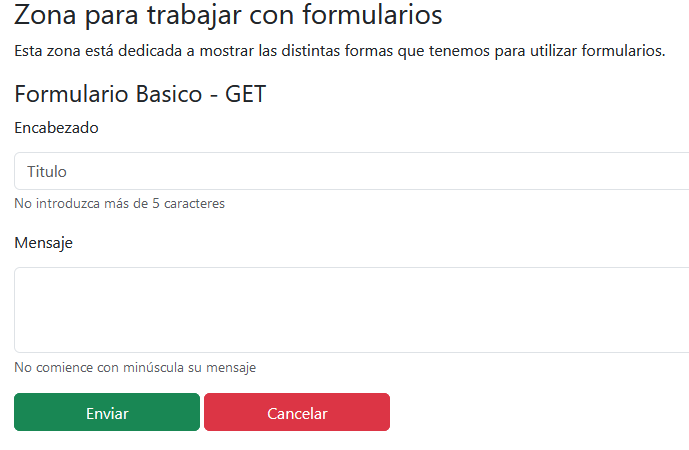 Zona para trabajar con formularios
Esta zona está dedicada a mostrar las distintas formas que tenemos para utilizar formularios.
Formulario Basico - GET
Encabezado
Titulo
No introduzca más de 5 caracteres
Mensaje
No comience con minúscula su mensaje
Enviar
Cancelar